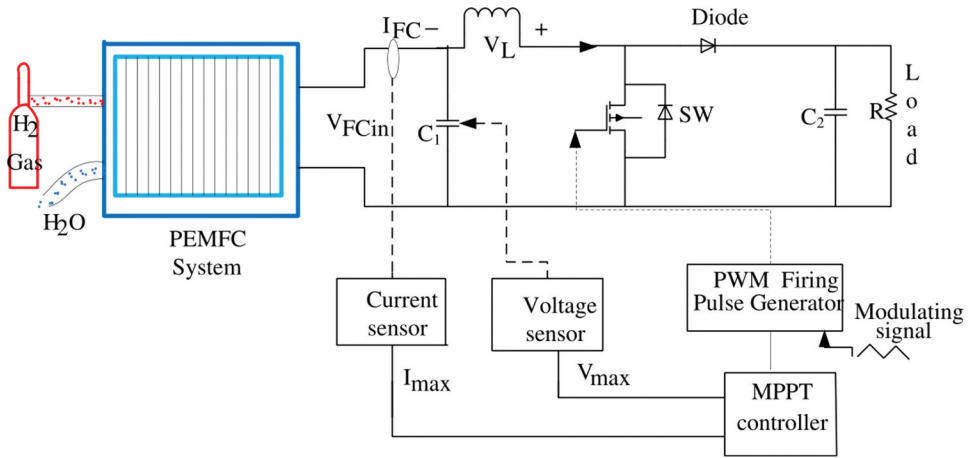 Diode
I_FC –
V_L +
L
o
a
d
H2
Gas
V_FCin
C1
SW
C2
R
H2O
PEMFC
System
Current
sensor
Voltage
sensor
PWM Firing
Pulse Generator
Modulating
signal
I_max
V_max
MPPT
controller